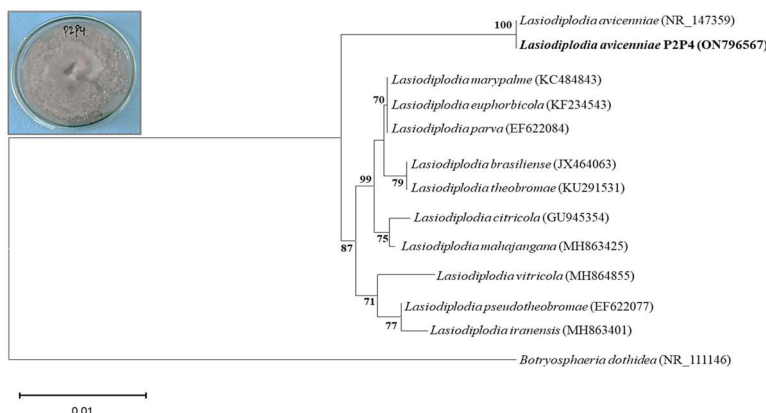 P2P4
100
Lasiodiplodia avicenniae (NR_147359)
Lasiodiplodia avicenniae P2P4 (ON796567)
Lasiodiplodia marypalme (KC484843)
70
Lasiodiplodia euphorbicola (KF234543)
Lasiodiplodia parva (EF622084)
Lasiodiplodia brasiliense (JX464063)
99
79
Lasiodiplodia theobromae (KU291531)
Lasiodiplodia citricola (GU945354)
75
Lasiodiplodia mahajangana (MH863425)
87
Lasiodiplodia vitricola (MH864855)
71
Lasiodiplodia pseudotheobromae (EF622077)
77
Lasiodiplodia iranensis (MH863401)
Botryosphaeria dothidea (NR_111146)
0.01